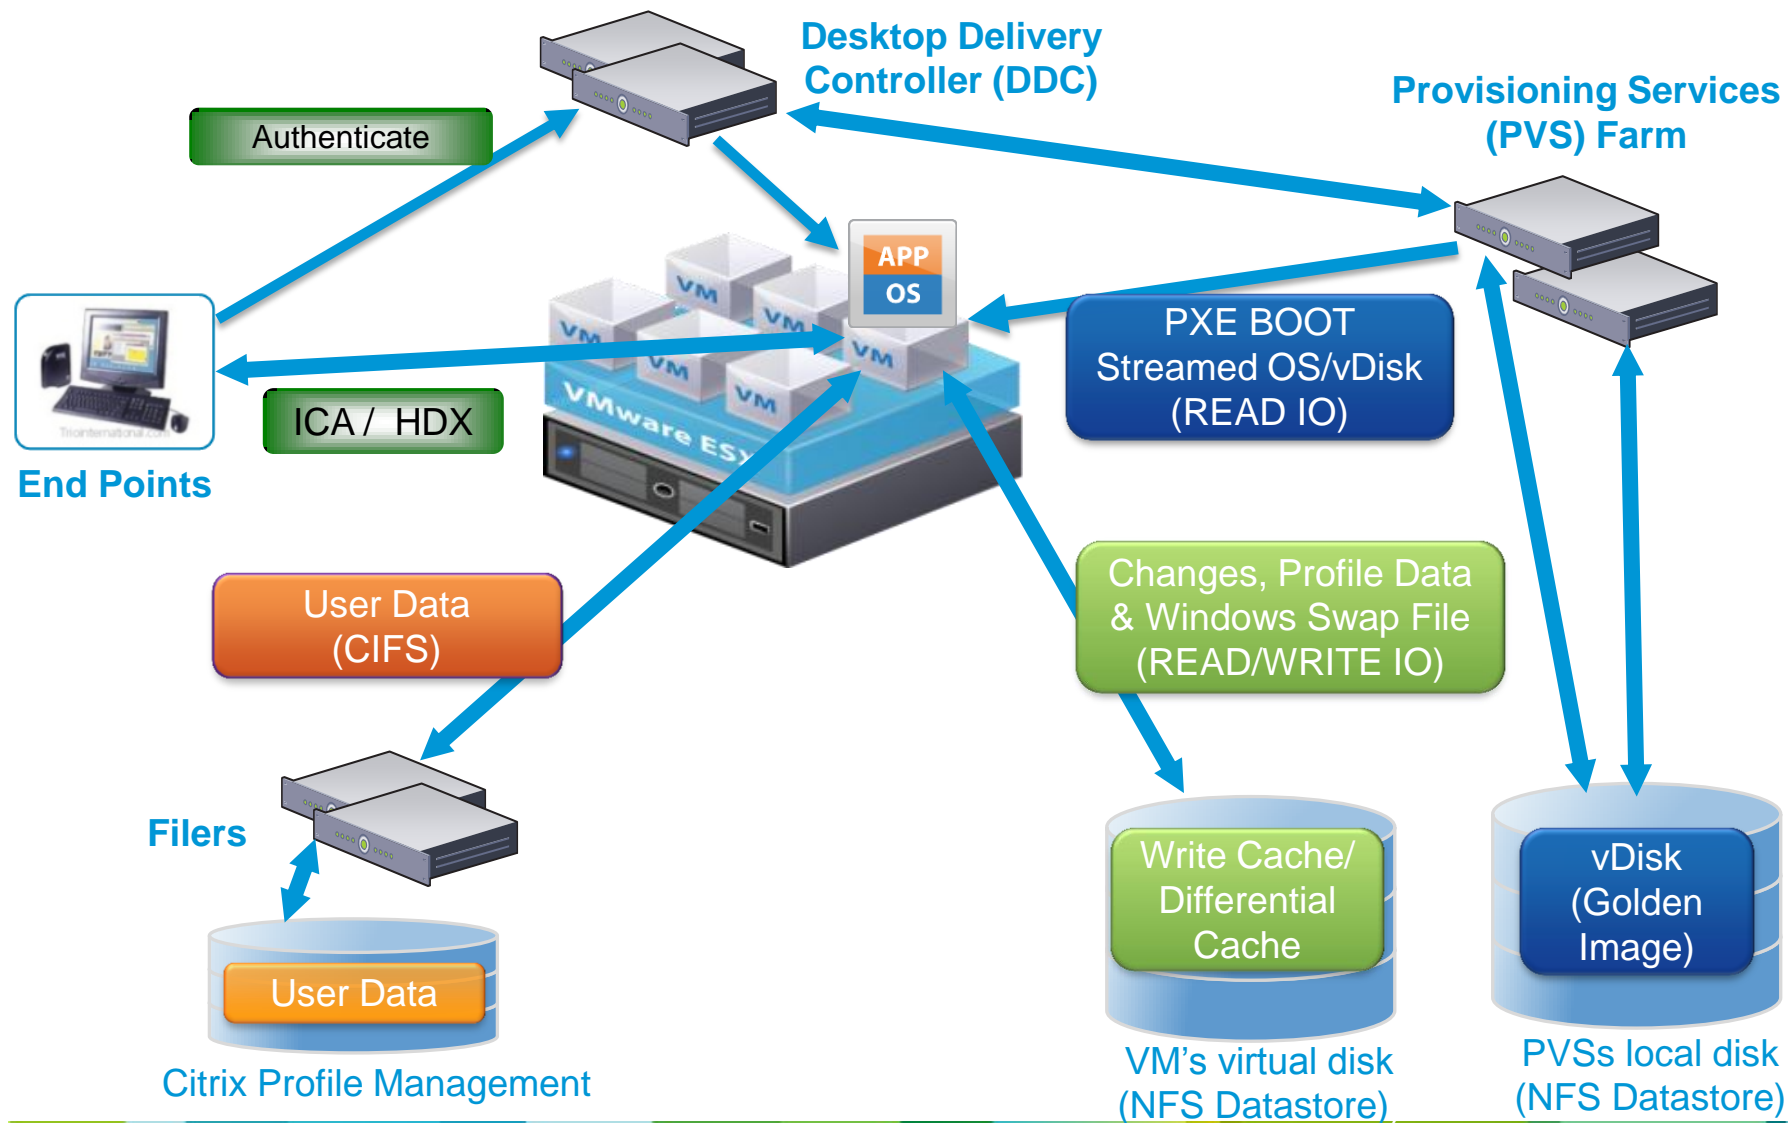 Desktop Delivery
Controller (DDC)
Provisioning Services
(PVS) Farm
Authenticate
APP
OS
VM
VM
VM
VM
VM
VM
VMware ESX
PXE BOOT
Streamed OS/vDisk
(READ IO)
Triointernational.com
ICA / HDX
End Points
User Data
(CIFS)
Changes, Profile Data
& Windows Swap File
(READ/WRITE IO)
Filers
Write Cache/
Differential
Cache
vDisk
(Golden
Image)
User Data
Citrix Profile Management
VM’s virtual disk
(NFS Datastore)
PVSs local disk
(NFS Datastore)